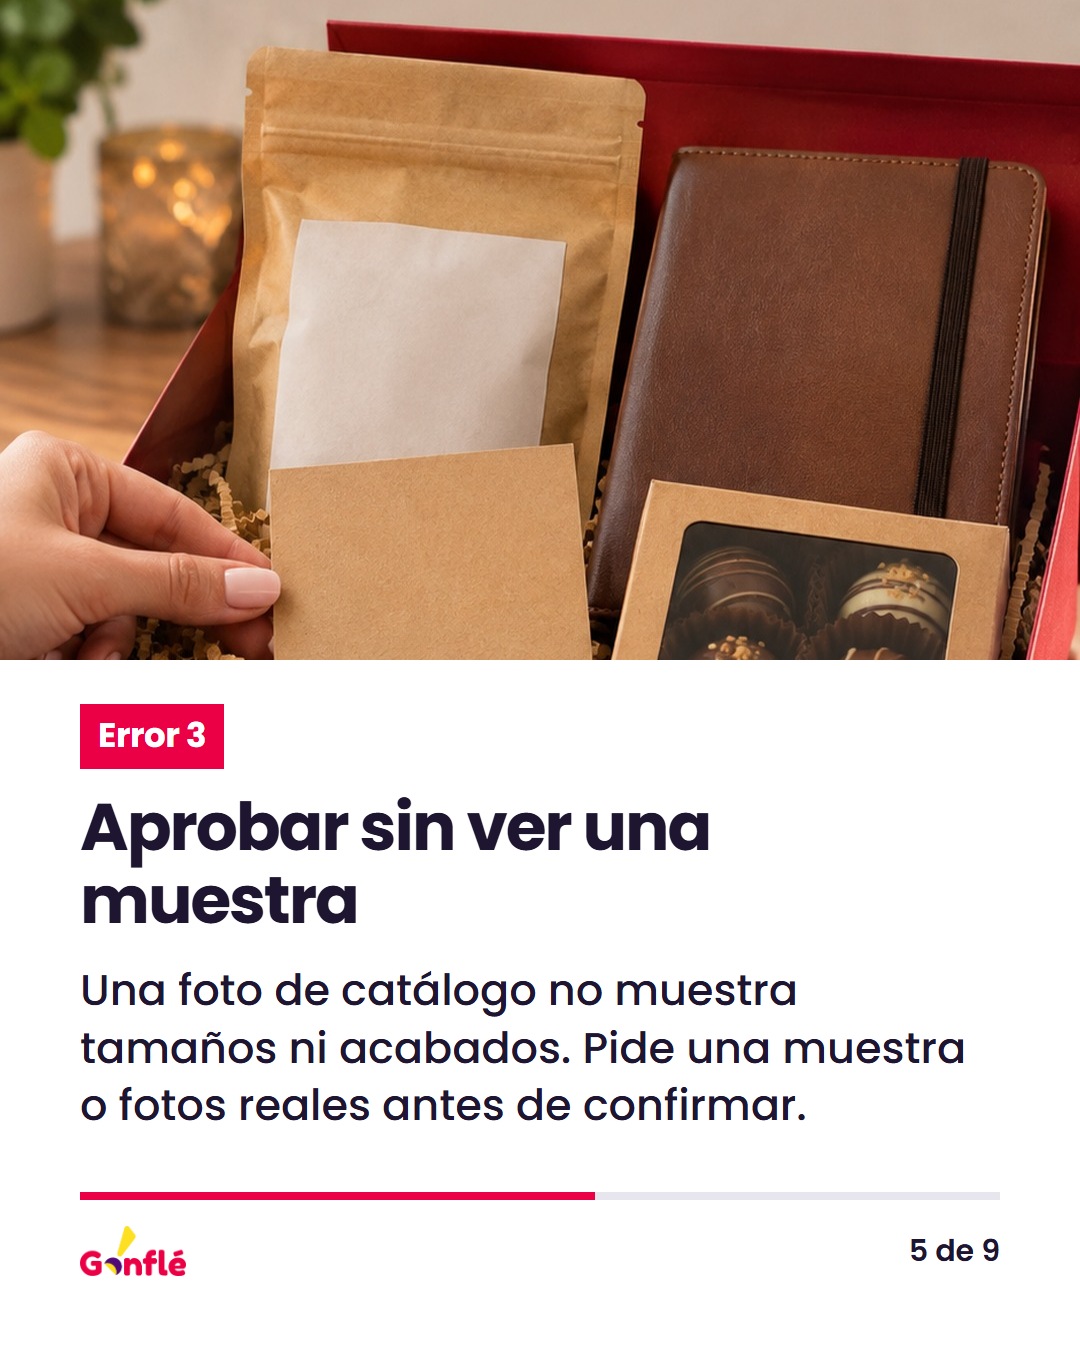 Error 3
Aprobar sin ver una
muestra
Una foto de catálogo no muestra
tamaños ni acabados. Pide una muestra
o fotos reales antes de confirmar.
Gonflé
5 de 9